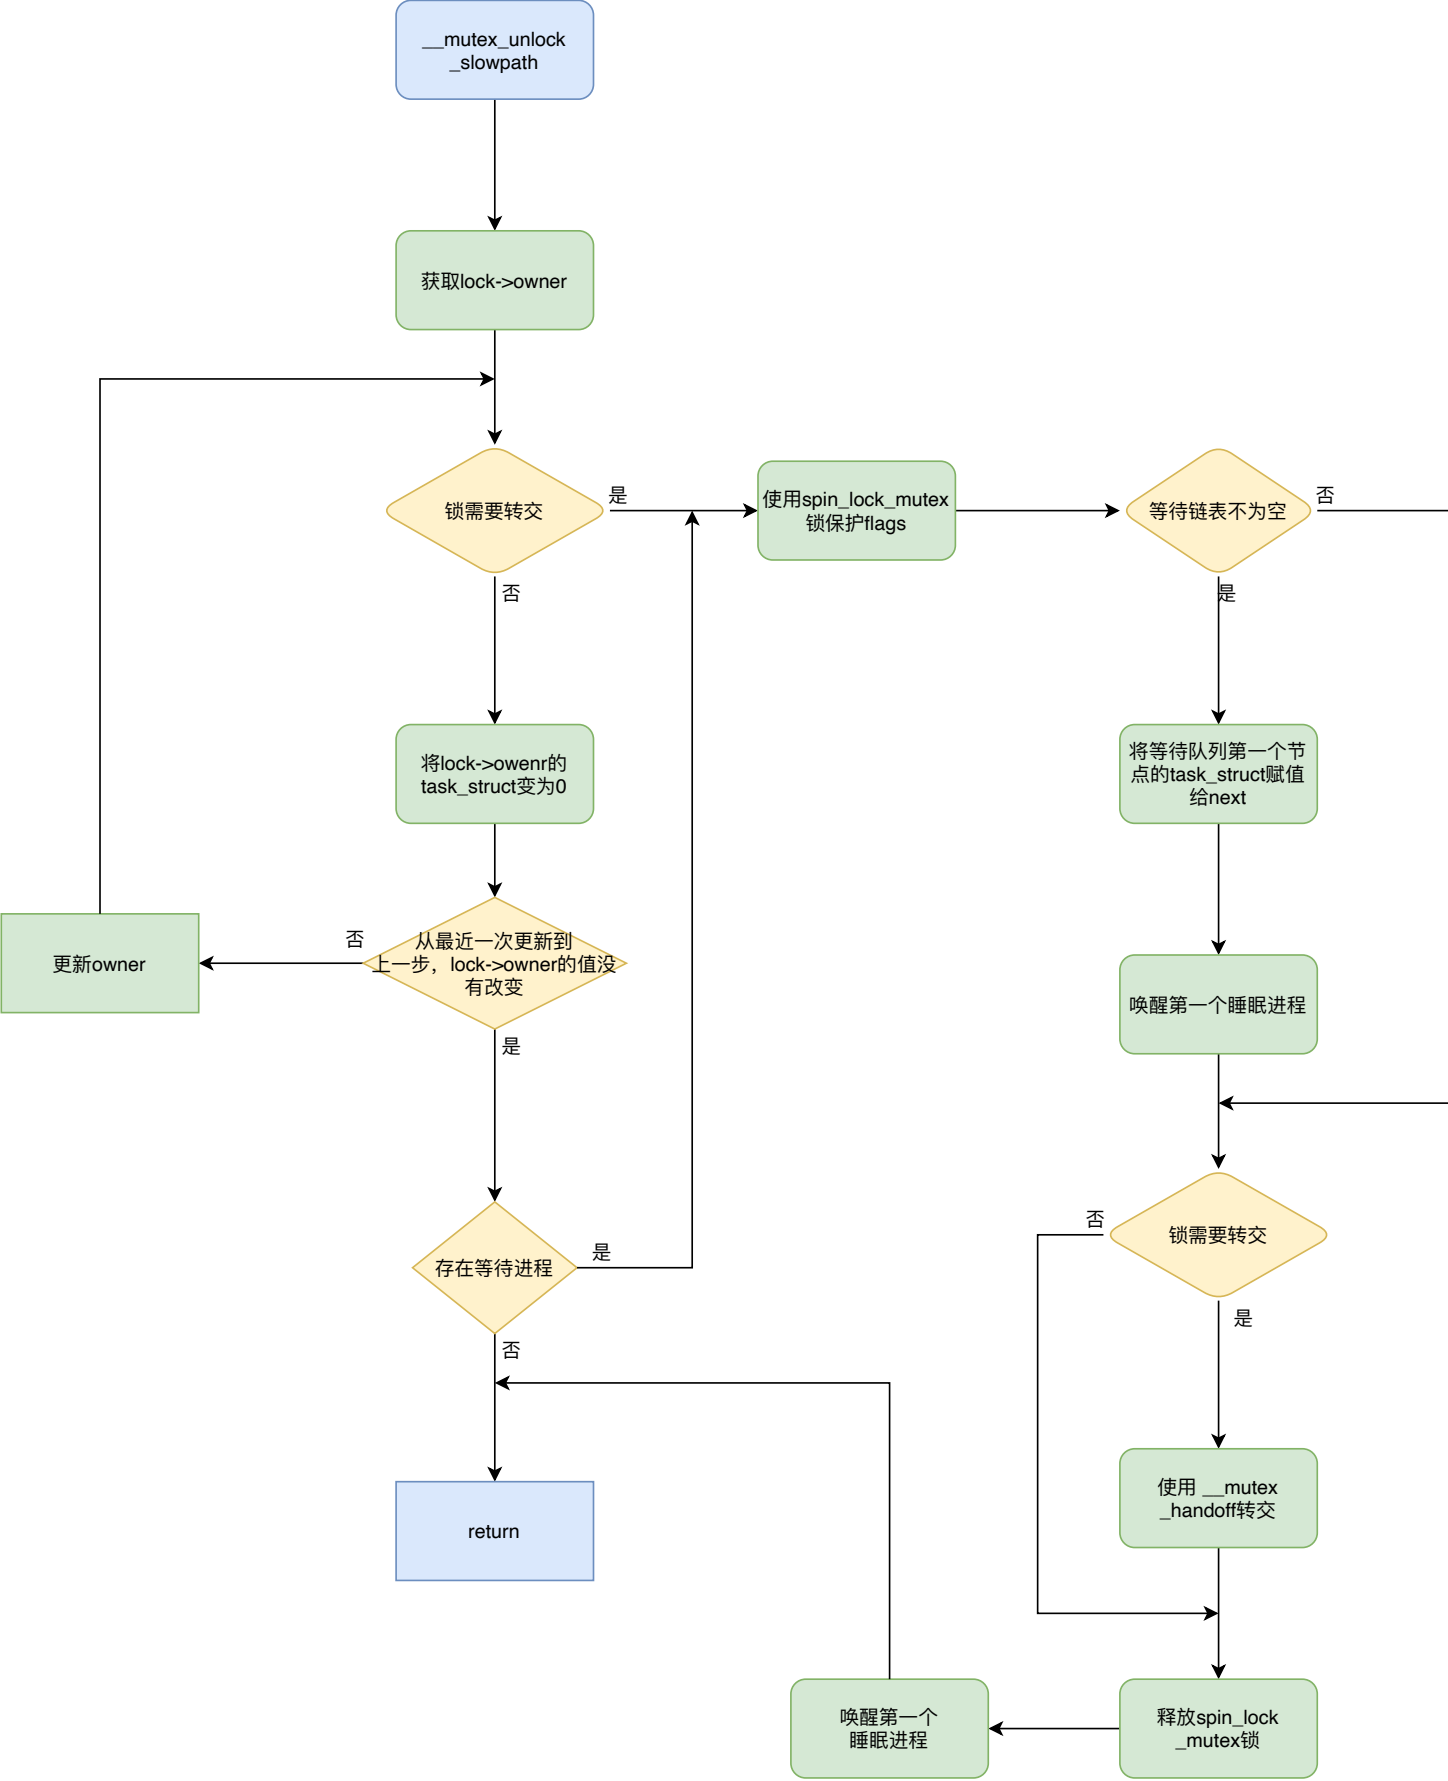 __mutex_unlock
_slowpath
获取lock->owner
锁需要转交
是
否
使用spin_lock_mutex
锁保护flags
等待链表不为空
否
是
将lock->owenr的
task_struct变为0
将等待队列第一个节
点的task_struct赋值
给next
从最近一次更新到
上一步，lock->owner的值没
有改变
否
是
更新owner
唤醒第一个睡眠进程
存在等待进程
是
否
锁需要转交
否
是
使用 __mutex
_handoff转交
return
唤醒第一个
睡眠进程
释放spin_lock
_mutex锁